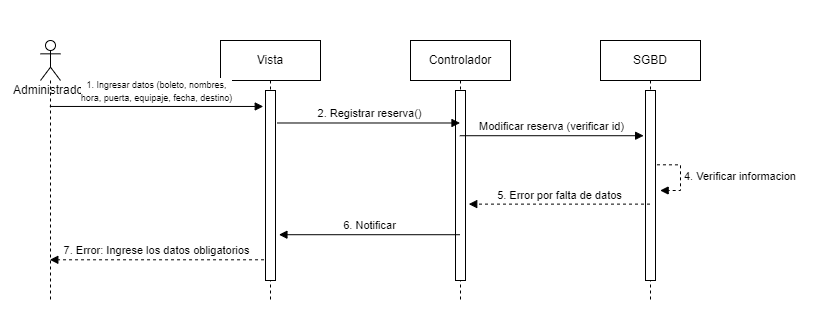 Vista
Controlador
SGBD
Administrado
1. Ingresar datos (boleto, nombres,
hora, puerta, equipaje, fecha, destino)
2. Registrar reserva()
Modificar reserva (verificar id)
4. Verificar informacion
5. Error por falta de datos
6. Notificar
7. Error: Ingrese los datos obligatorios